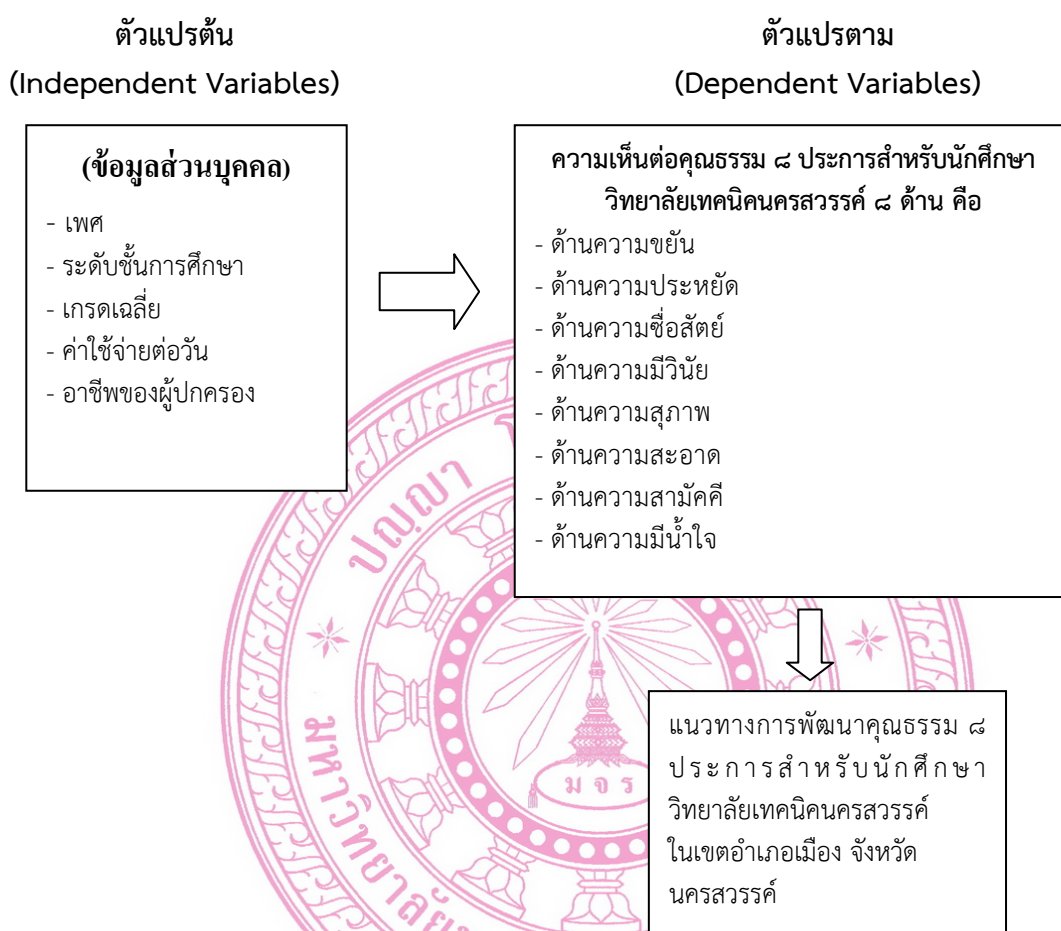 ตัวแปรต้น
(Independent Variables)
ตัวแปรตาม
(Dependent Variables)
(ข้อมูลส่วนบุคคล)
- เพศ
- ระดับชั้นการศึกษา
- เกรดเฉลี่ย
- ค่าใช้จ่ายต่อวัน
- อาชีพของผู้ปกครอง
ความเห็นต่อคุณธรรม ๘ ประการสำหรับนักศึกษา
วิทยาลัยเทคนิคนครสวรรค์ ๘ ด้าน คือ
- ด้านความขยัน
- ด้านความประหยัด
- ด้านความซื่อสัตย์
- ด้านความมีวินัย
- ด้านความสุภาพ
- ด้านความสะอาด
- ด้านความสามัคคี
- ด้านความมีน้ำใจ
แนวทางการพัฒนาคุณธรรม ๘
ประการสำหรับนักศึกษา
วิทยาลัยเทคนิคนครสวรรค์
ในเขตอำเภอเมือง จังหวัด
นครสวรรค์
ปญฺญา
มจร
มหาวิทยาลัย